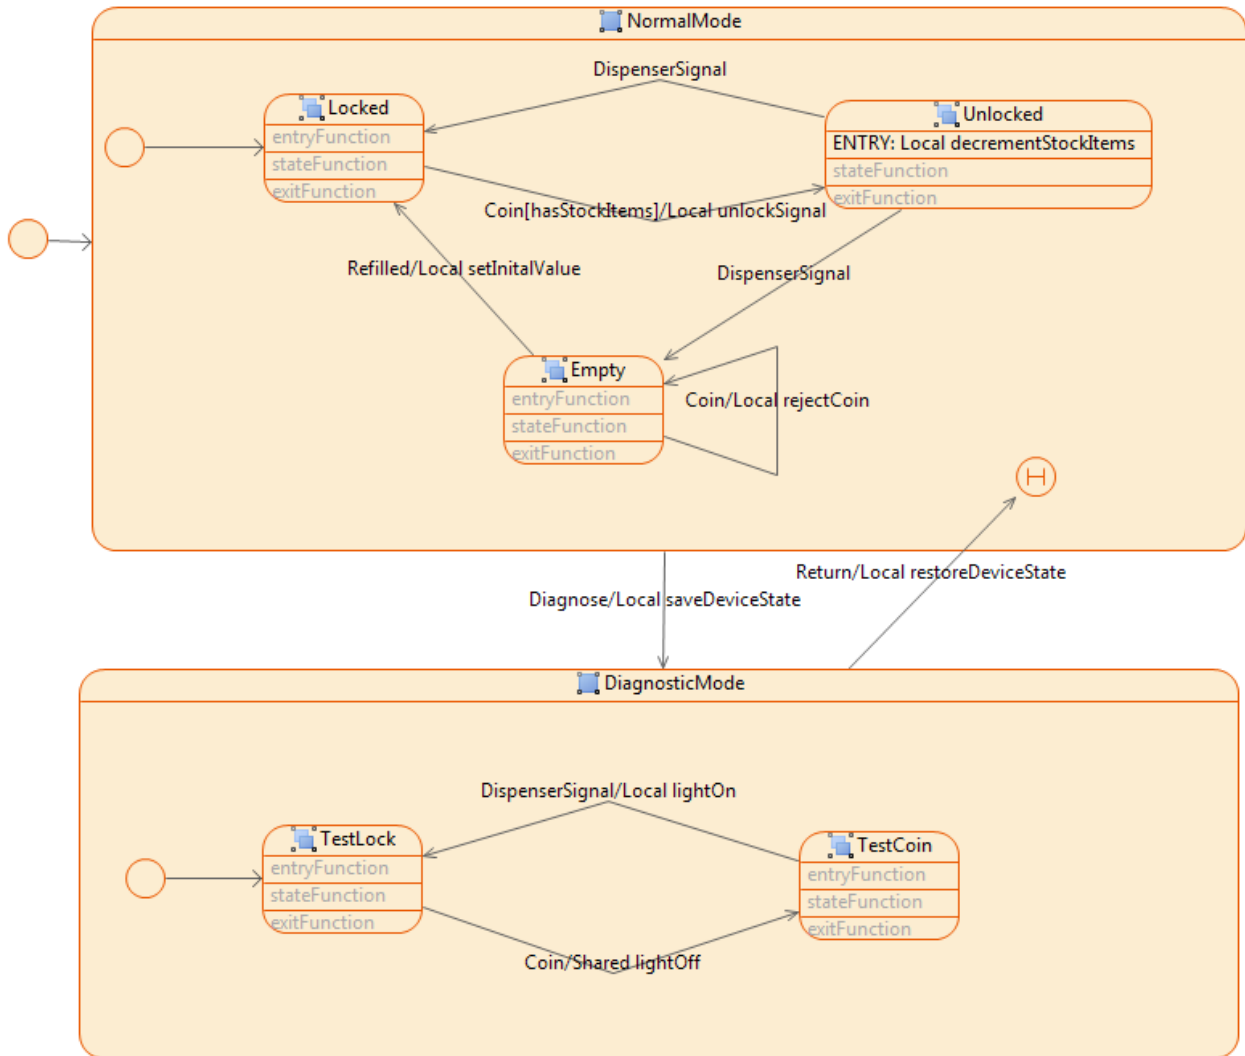 NormalMode
DispenserSignal
Locked
entryFunction
stateFunction
exitFunction
Unlocked
ENTRY: Local decrementStockItems
stateFunction
exitFunction
Coin[hasStockItems]/Local unlockSignal
Refilled/Local setInitalValue
DispenserSignal
Empty
entryFunction
stateFunction
exitFunction
Coin/Local rejectCoin
H
Return/Local restoreDeviceState
Diagnose/Local saveDeviceState
DiagnosticMode
DispenserSignal/Local lightOn
TestLock
entryFunction
stateFunction
exitFunction
TestCoin
entryFunction
stateFunction
exitFunction
Coin/Shared lightOff